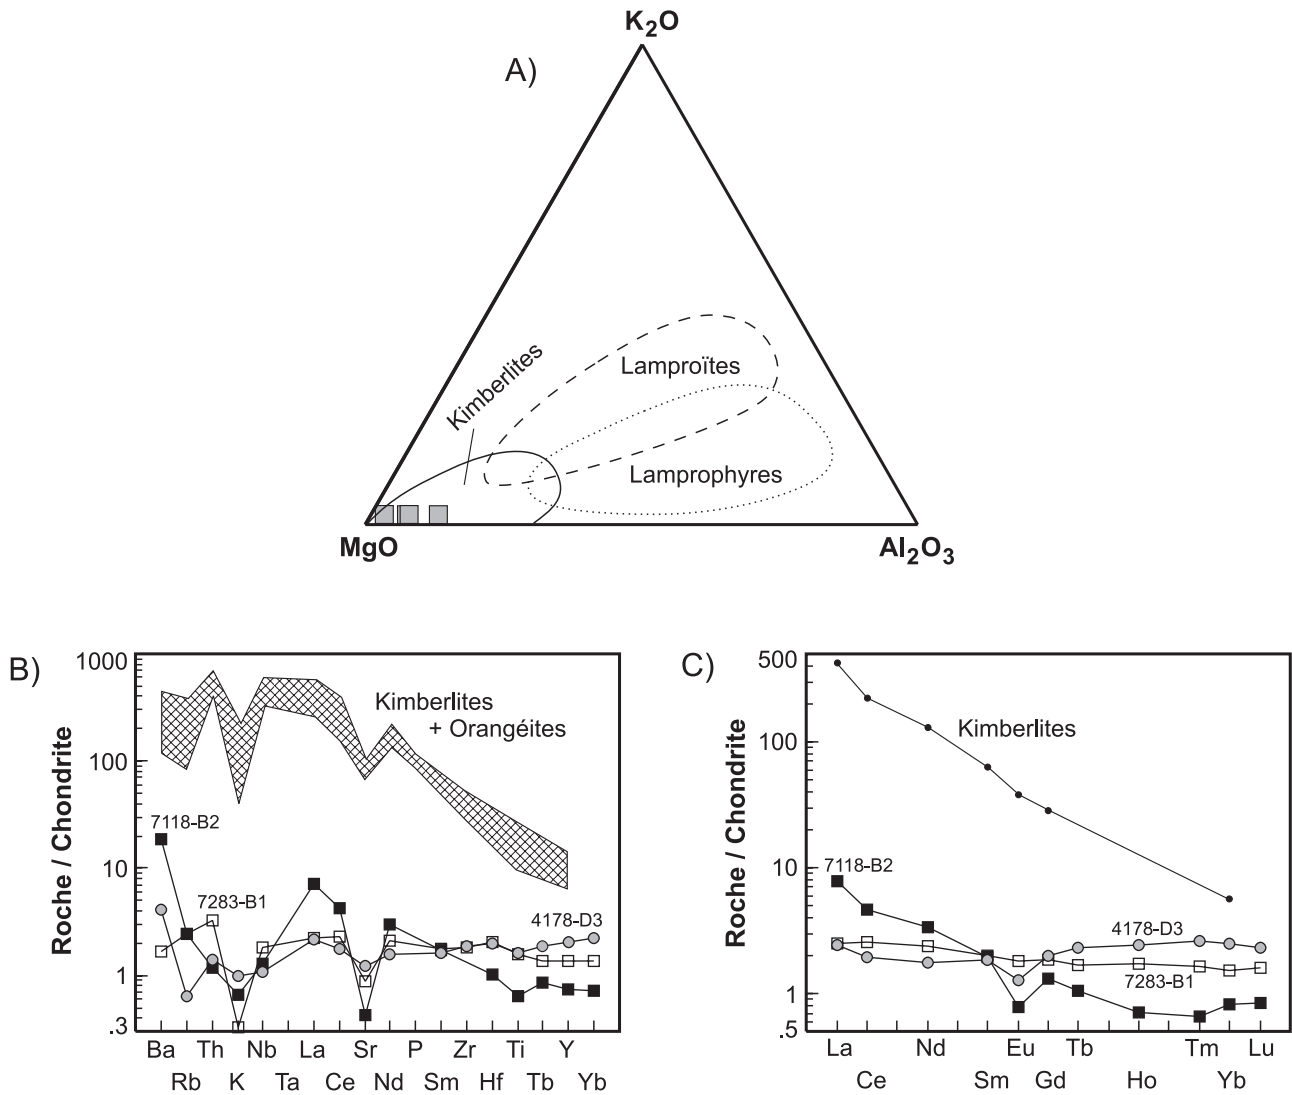 K₂O
A)
Kimberlites
Lamproïtes
Lamprophyres
MgO
Al₂O₃
B)
Roche / Chondrite
1000
100
10
1
.3
Kimberlites
+ Orangéites
7118-B2
7283-B1
4178-D3
Ba Th Nb La Sr P Zr Ti Y
Rb K Ta Ce Nd Sm Hf Tb Yb
C)
Roche / Chondrite
500
100
10
1
.5
Kimberlites
7118-B2
4178-D3
7283-B1
La Nd Eu Tb Tm Lu
Ce Sm Gd Ho Yb